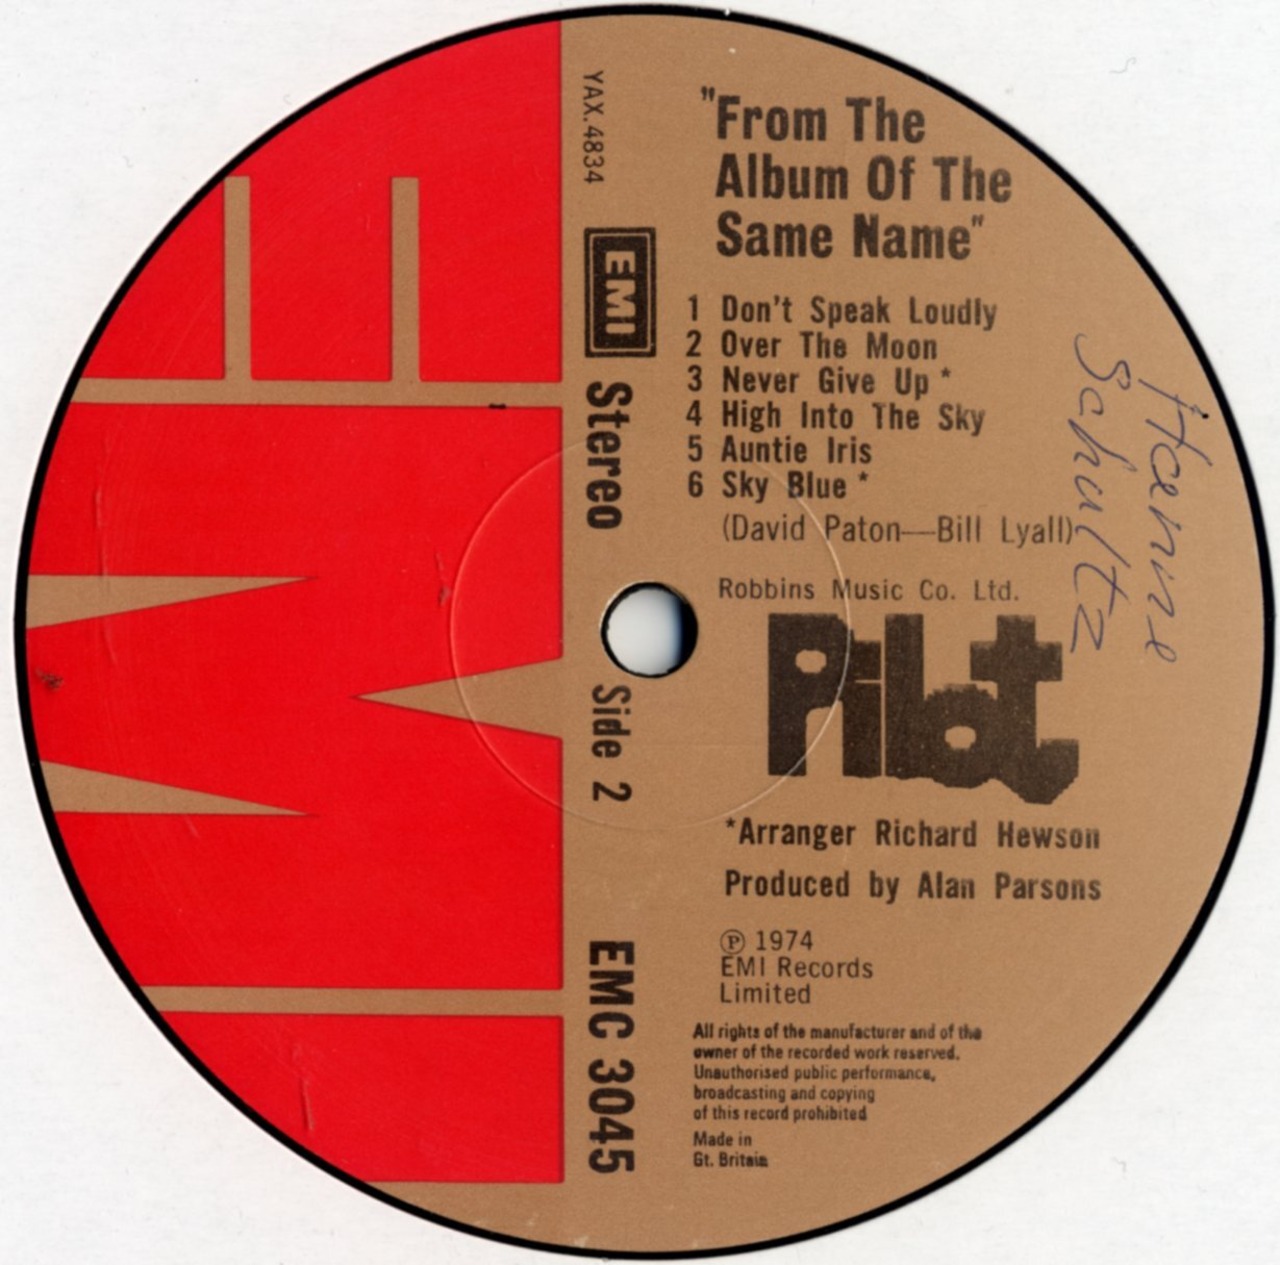 YAX.4834
EMI
Stereo
Side 2
EMC 3045
"From The
Album Of The
Same Name"
1 Don't Speak Loudly
2 Over The Moon
3 Never Give Up *
4 High Into The Sky
5 Auntie Iris
6 Sky Blue *
(David Paton—Bill Lyall)
Robbins Music Co. Ltd.
Pilot
*Arranger Richard Hewson
Produced by Alan Parsons
Ⓟ 1974
EMI Records
Limited
All rights of the manufacturer and of the
owner of the recorded work reserved.
Unauthorised public performance,
broadcasting and copying
of this record prohibited
Made in
Gt. Britain
Hanne
Schultz
EMI